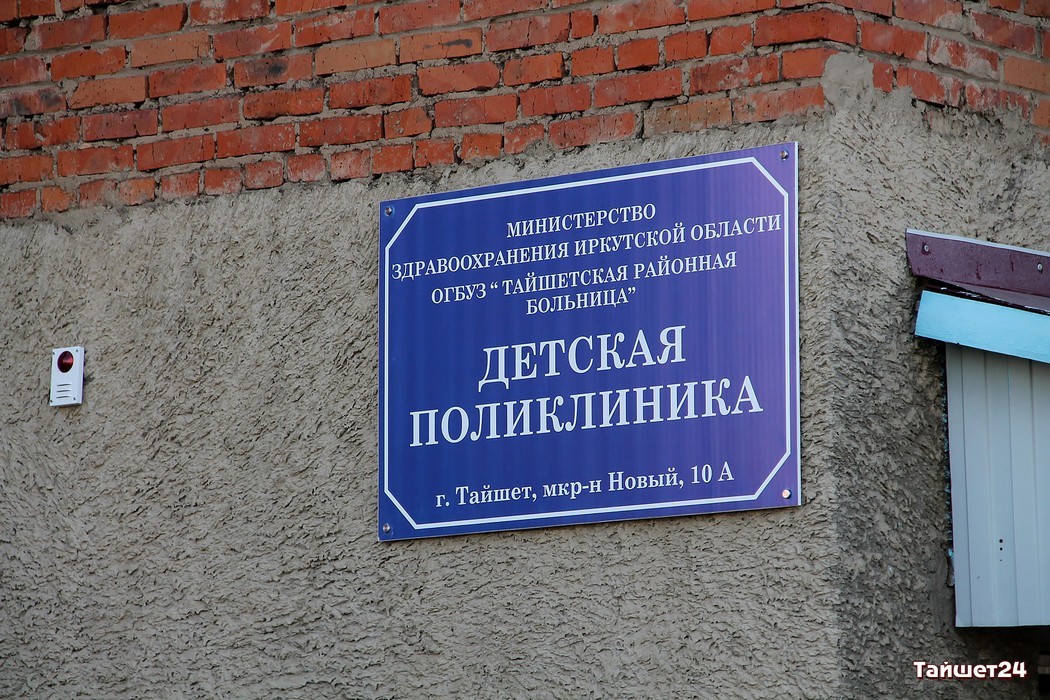 МИНИСТЕРСТВО
ЗДРАВООХРАНЕНИЯ ИРКУТСКОЙ ОБЛАСТИ
ОГБУЗ “ ТАЙШЕТСКАЯ РАЙОННАЯ
БОЛЬНИЦА”
ДЕТСКАЯ
ПОЛИКЛИНИКА
г. Тайшет, мкр-н Новый, 10 А
Тайшет24